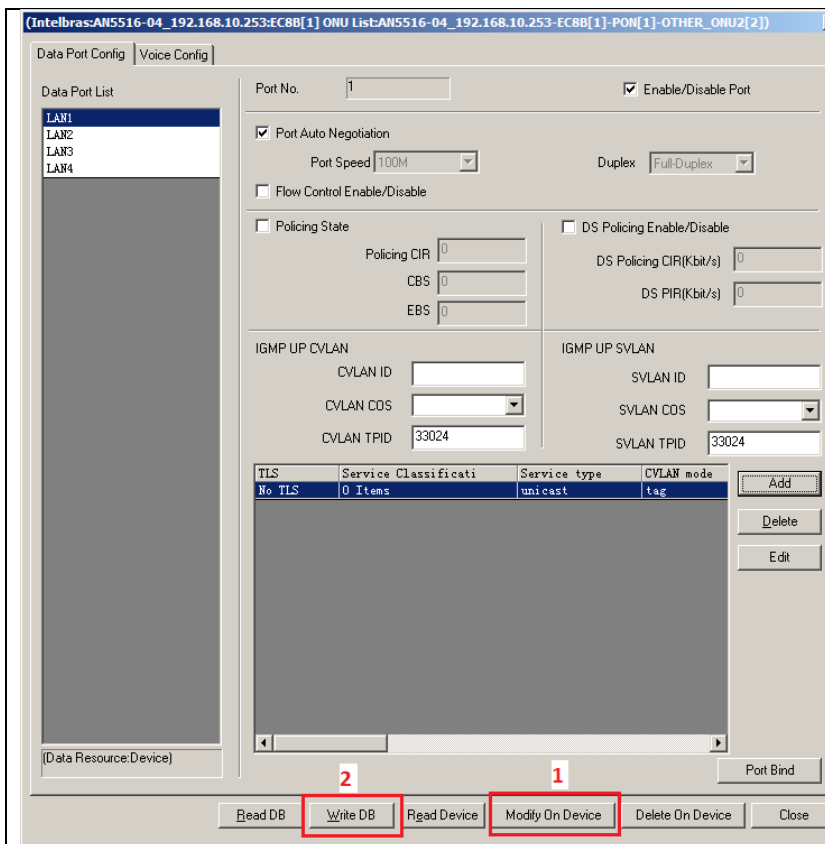 (Intelbras:AN5516-04_192.168.10.253:EC8B[1] ONU List:AN5516-04_192.168.10.253-EC8B[1]-PON[1]-OTHER_ONU2[2])
Data Port Config Voice Config
Data Port List
LAN1
LAN2
LAN3
LAN4
(Data Resource:Device)
Port No. 1 Enable/Disable Port
Port Auto Negotiation
Port Speed 100M Duplex Full-Duplex
Flow Control Enable/Disable
Policing State
Policing CIR 0
CBS 0
EBS 0
DS Policing Enable/Disable
DS Policing CIR(Kbit/s) 0
DS PIR(Kbit/s) 0
IGMP UP CVLAN
CVLAN ID
CVLAN COS
CVLAN TPID 33024
IGMP UP SVLAN
SVLAN ID
SVLAN COS
SVLAN TPID 33024
TLS Service Classificati Service type CVLAN mode
No TLS 0 Items unicast tag
Add
Delete
Edit
Port Bind
2 1
Read DB Write DB Read Device Modify On Device Delete On Device Close